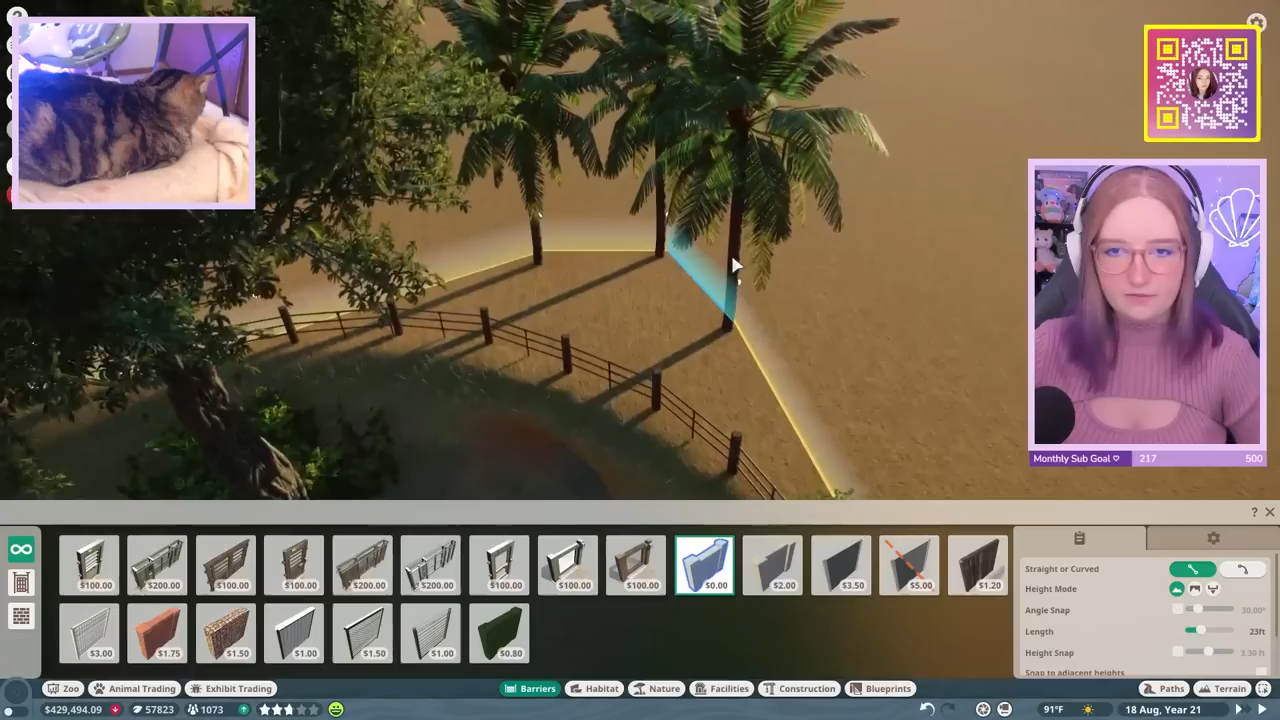 Monthly Sub Goal ♡ 217 500
? ×
$100.00 $200.00 $100.00 $100.00 $200.00 $200.00 $100.00 $100.00 $100.00 $0.00 $2.00 $3.50 $5.00 $1.20
$3.00 $1.75 $1.50 $1.00 $1.50 $1.00 $0.80
Straight or Curved
Height Mode
Angle Snap 30.00°
Length 23ft
Height Snap 3.30 ft
Snap to adjacent heights
Zoo Animal Trading Exhibit Trading Barriers Habitat Nature Facilities Construction Blueprints Paths Terrain
$429,494.09 57823 1073 91°F 18 Aug, Year 21